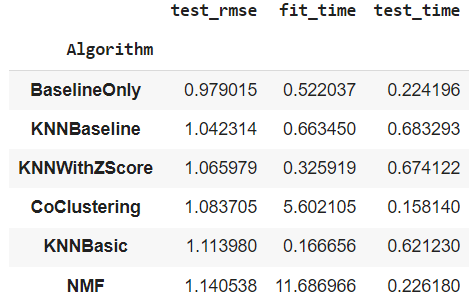 test_rmse fit_time test_time
Algorithm
BaselineOnly 0.979015 0.522037 0.224196
KNNBaseline 1.042314 0.663450 0.683293
KNNWithZScore 1.065979 0.325919 0.674122
CoClustering 1.083705 5.602105 0.158140
KNNBasic 1.113980 0.166656 0.621230
NMF 1.140538 11.686966 0.226180